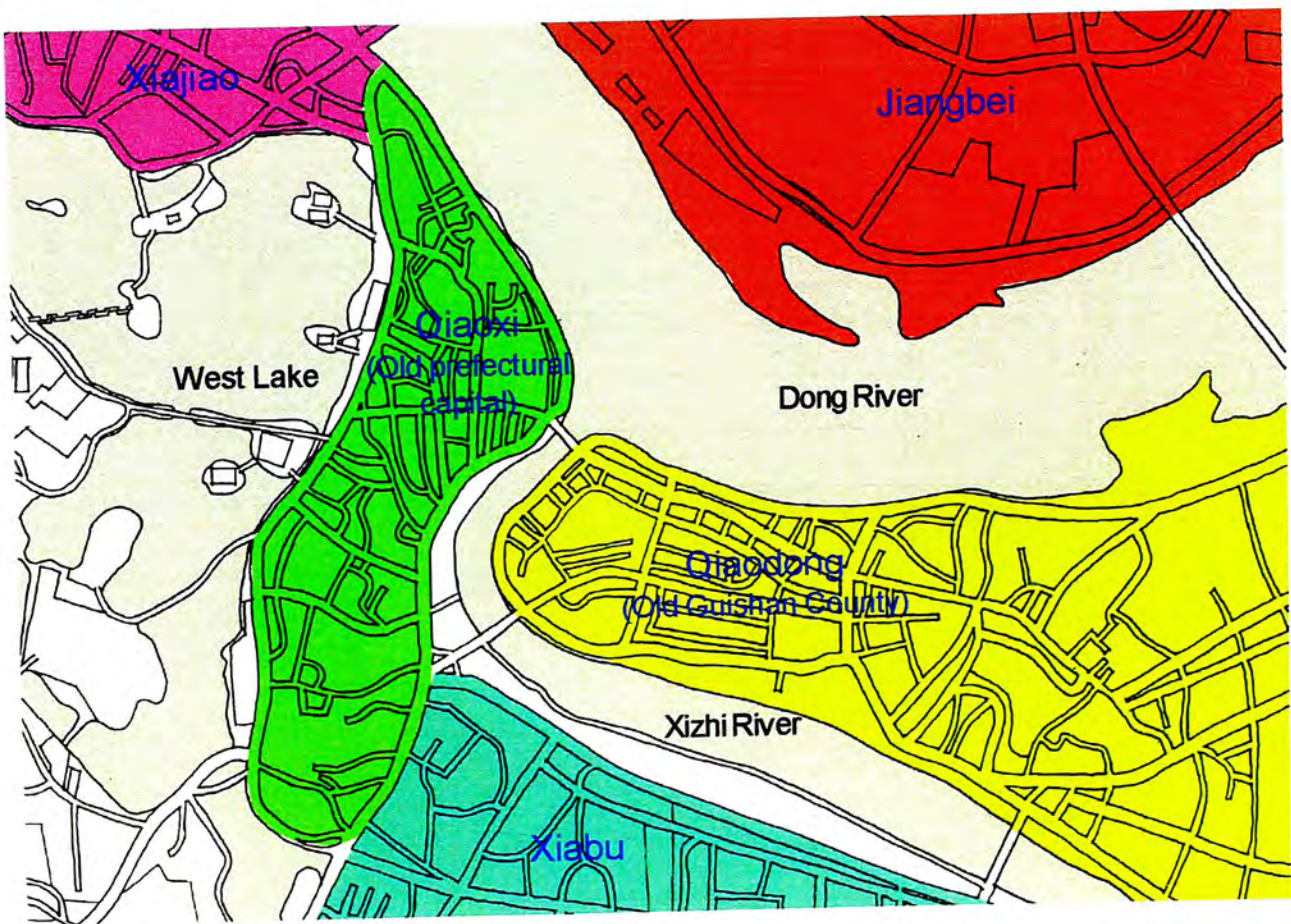 Xiajiao
Jiangbei
Qiaoxi
(Old prefectural
capital)
West Lake
Dong River
Qiaodong
(Old Guishan County)
Xizhi River
Xiabu